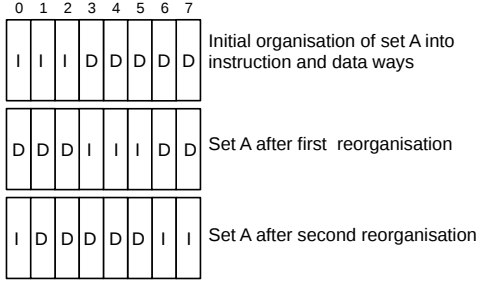 0 1 2 3 4 5 6 7
I I I D D D D D
Initial organisation of set A into
instruction and data ways
D D D I I I D D
Set A after first reorganisation
I D D D D D I I
Set A after second reorganisation